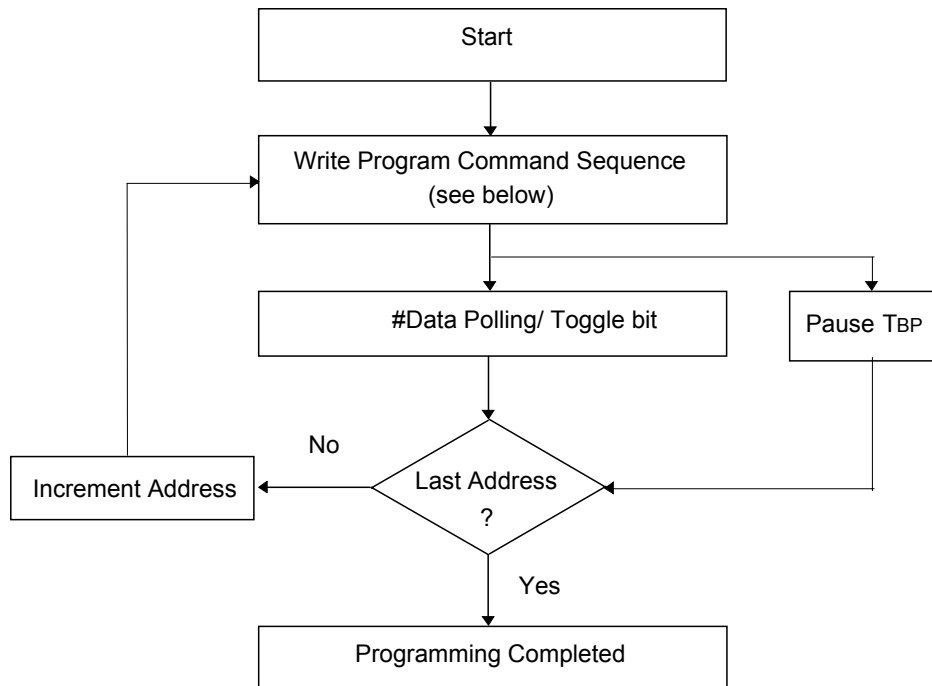 Start
Write Program Command Sequence
(see below)
#Data Polling/ Toggle bit
Pause TBP
No
Increment Address
Last Address
?
Yes
Programming Completed